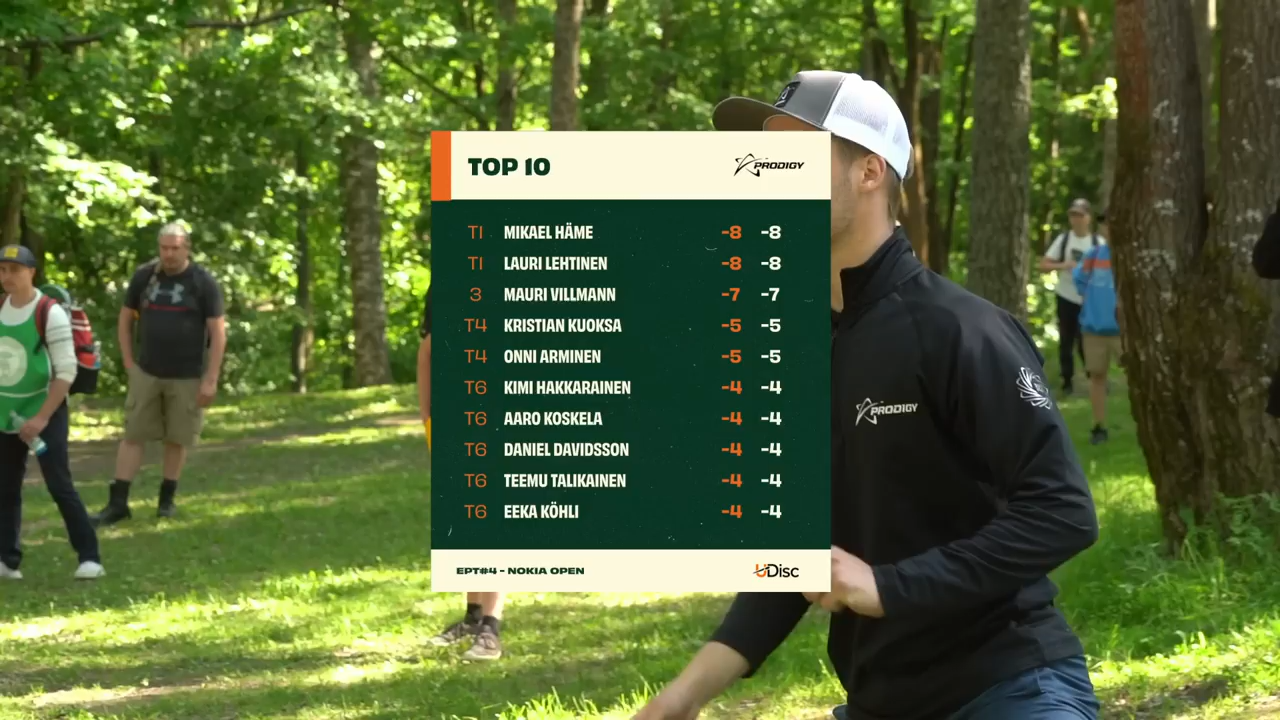 TOP 10 PRODIGY
T1 MIKAEL HÄME -8 -8
T1 LAURI LEHTINEN -8 -8
3 MAURI VILLMANN -7 -7
T4 KRISTIAN KUOKSA -5 -5
T4 ONNI ARMINEN -5 -5
T6 KIMI HAKKARAINEN -4 -4
T6 AARO KOSKELA -4 -4
T6 DANIEL DAVIDSSON -4 -4
T6 TEEMU TALIKAINEN -4 -4
T6 EEKA KÖHLI -4 -4
EPT#4 - NOKIA OPEN UDisc
PRODIGY